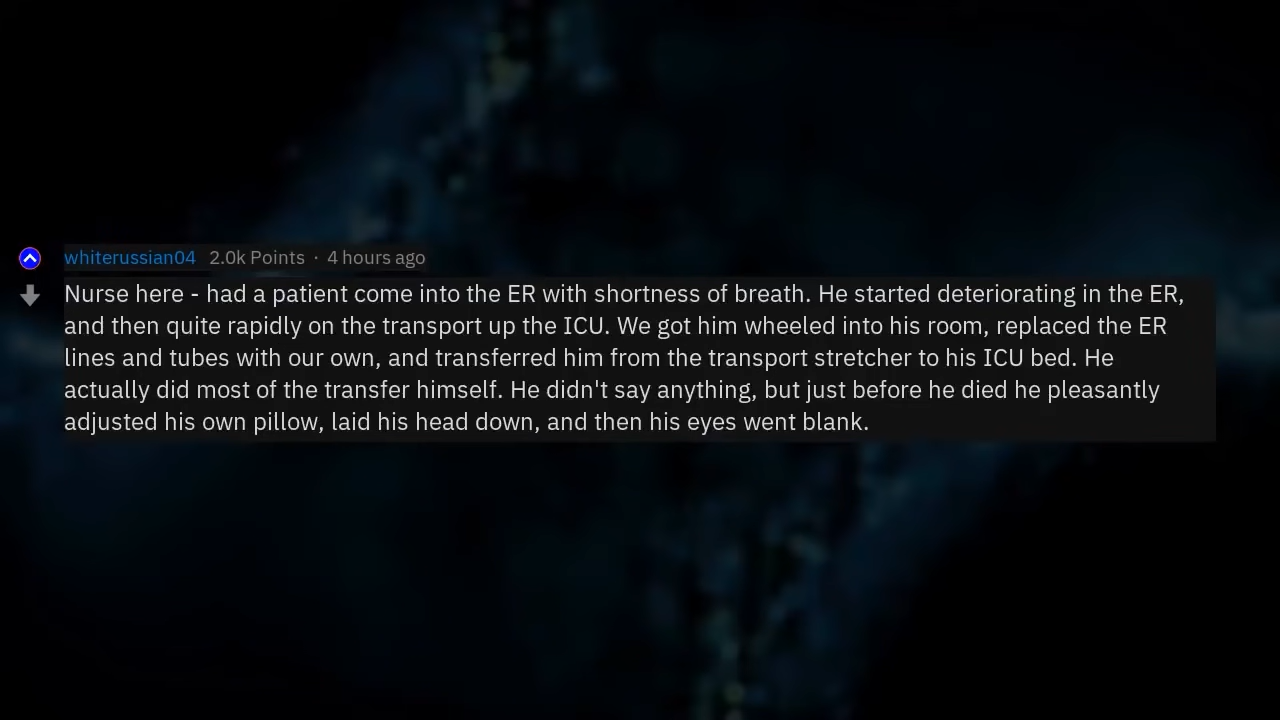 whiterussian04 2.0k Points · 4 hours ago
Nurse here - had a patient come into the ER with shortness of breath. He started deteriorating in the ER,
and then quite rapidly on the transport up the ICU. We got him wheeled into his room, replaced the ER
lines and tubes with our own, and transferred him from the transport stretcher to his ICU bed. He
actually did most of the transfer himself. He didn't say anything, but just before he died he pleasantly
adjusted his own pillow, laid his head down, and then his eyes went blank.